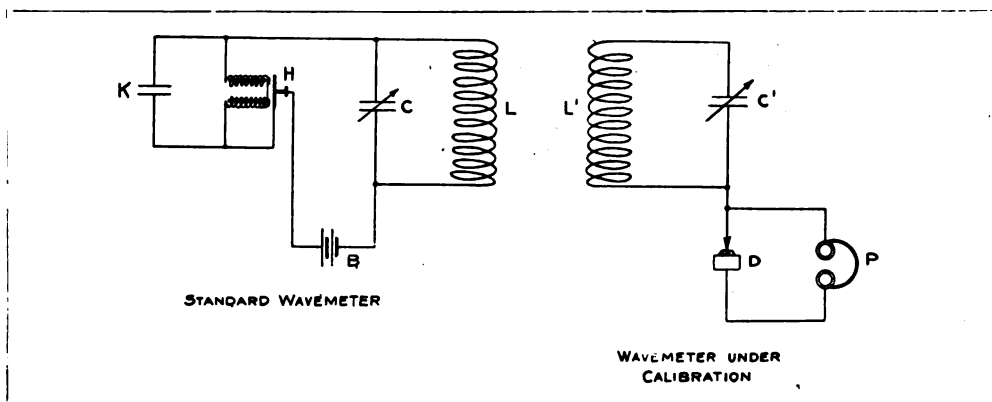 K
H
C
L
L'
C'
B
D
P
STANDARD WAVEMETER
WAVEMETER UNDER
CALIBRATION